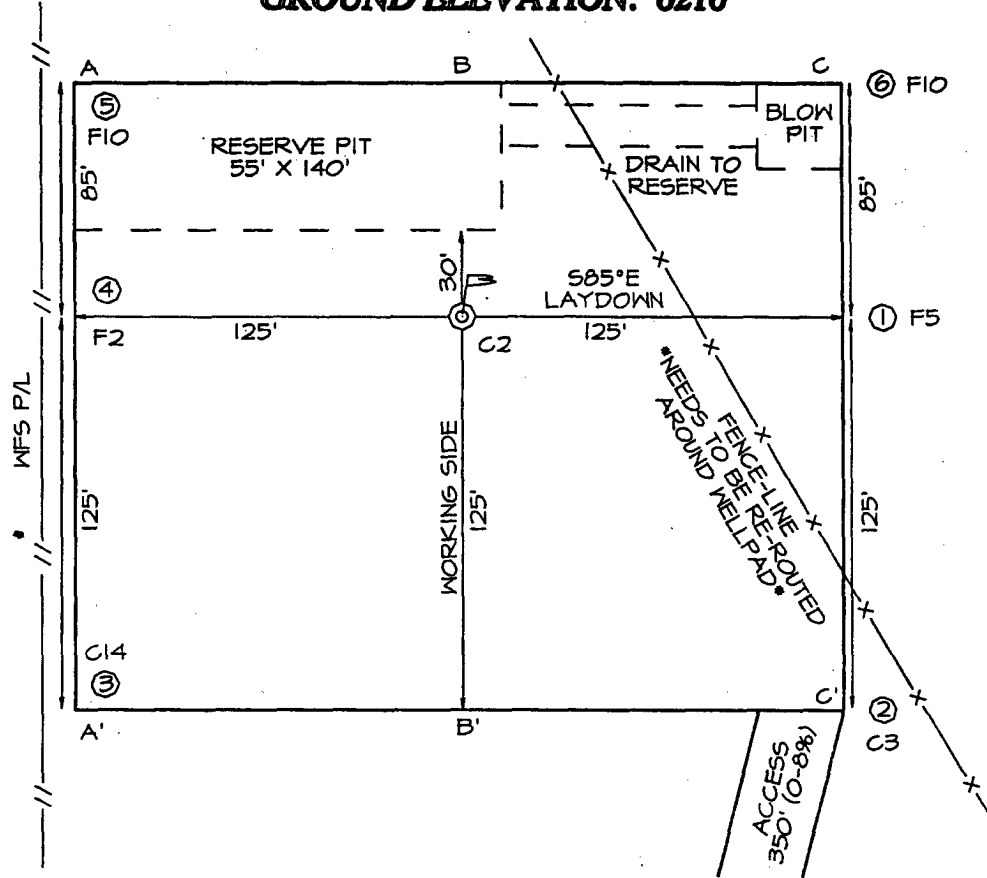 GROUND ELEVATION: 6210'
A
B
C
⑥ F10
⑤
F10
RESERVE PIT
55' X 140'
BLOW
PIT
DRAIN TO
RESERVE
85'
85'
④
30'
S85°E
LAYDOWN
F2
125'
C2
125'
① F5
* WFS P/L
125'
WORKING SIDE
125'
FENCE-LINE
*NEEDS TO BE RE-ROUTED
AROUND WELLPAD*
125'
C14
③
A'
B'
C'
②
C3
ACCESS
350' (0-8%)